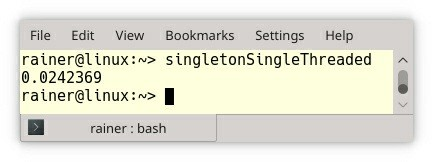 File Edit View Bookmarks Settings Help
rainer@linux:~> singletonSingleThreaded
0.0242369
rainer@linux:~>
rainer : bash